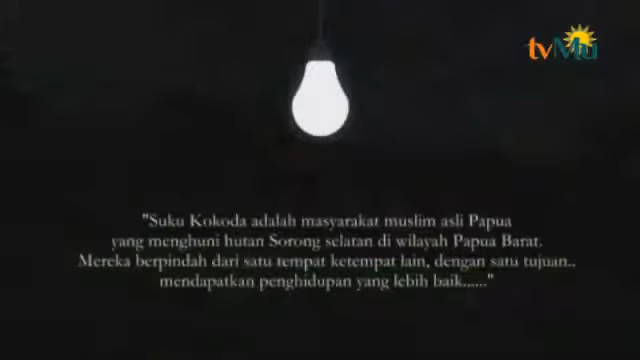 tvMu
"Suku Kokoda adalah masyarakat muslim asli Papua
yang menghuni hutan Sorong selatan di wilayah Papua Barat.
Mereka berpindah dari satu tempat ketempat lain, dengan satu tujuan..
mendapatkan penghidupan yang lebih baik......"